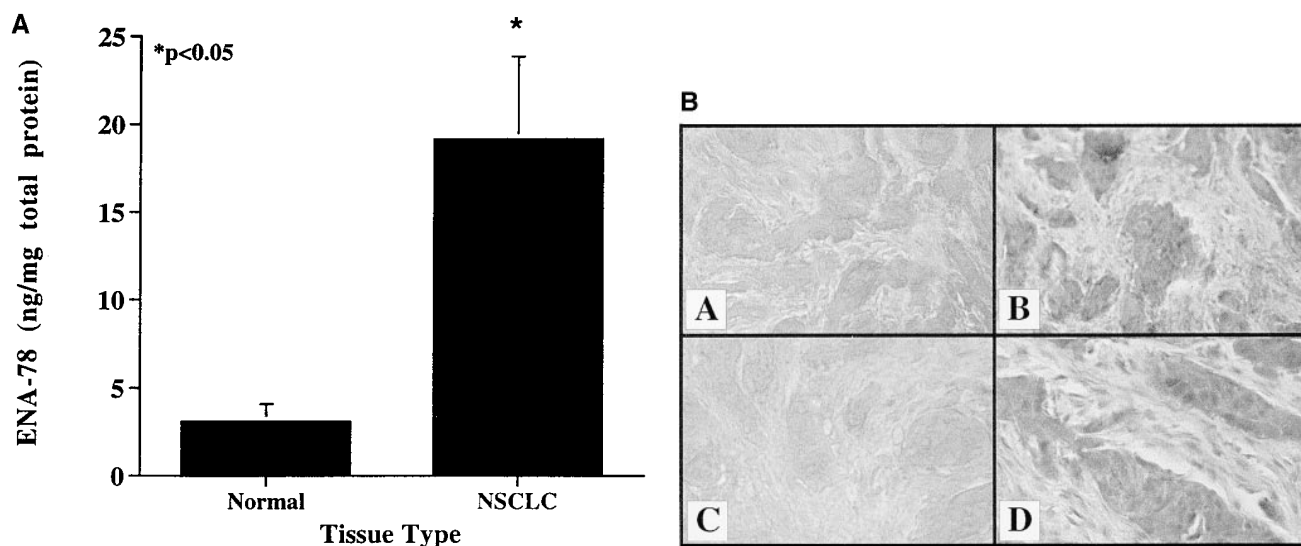 A
*p<0.05
*
25
20
15
10
5
0
ENA-78 (ng/mg total protein)
Normal
NSCLC
Tissue Type
B
A
B
C
D